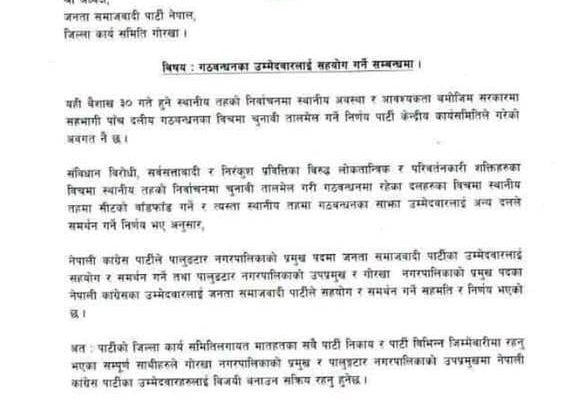 श्री अध्यक्ष,
जनता समाजवादी पार्टी नेपाल,
जिल्ला कार्य समिति गोरखा ।
विषय : गठवन्धनका उम्मेदवारलाई सहयोग गर्ने सम्बन्धमा ।
यही बैशाख ३० गते हुने स्थानीय तहको निर्वाचनमा स्थानीय अवस्था र आवश्यकता बमोजिम सरकारमा
सहभागी पाँच दलीय गठबन्धनका विचमा चुनावी तालमेल गर्ने निर्णय पार्टी केन्द्रीय कार्यसमितिले गरेको
अवगत नै छ ।
संविधान विरोधी, सर्वसत्तावादी र निरंकुश प्रवित्तिका विरुद्ध लोकतान्त्रिक र परिवर्तनकारी शक्तिहरुका
विचमा स्थानीय तहको निर्वाचनमा चुनावी तालमेल गरी गठवन्धनमा रहेका दलहरुका विचमा स्थानीय
तहमा सीटको वाँडफाँड गर्ने र त्यस्ता स्थानीय तहमा गठवन्धनका साझा उम्मेदवारलाई अन्य दलले
समर्थन गर्ने निर्णय भए अनुसार,
नेपाली कांग्रेस पार्टीले पालुङटार नगरपालिकाको प्रमुख पदमा जनता समाजवादी पार्टीका उम्मेदवारलाई
सहयोग र समर्थन गर्ने तथा पालुङटार नगरपालिकाको उपप्रमुख र गोरखा नगरपालिकाको प्रमुख पदका
नेपाली कांग्रेसका उम्मेदवारलाई जनता समाजवादी पार्टीले सहयोग र समर्थन गर्ने सहमति र निर्णय भएको
छ ।
अत : पार्टीको जिल्ला कार्य समितिलगायत मातहतका सबै पार्टी निकाय र पार्टी विभिन्न जिम्मेवारीमा रहनु
भएका सम्पूर्ण साथीहरुले गोरखा नगरपालिकाको प्रमुख र पालुङटार नगरपालिकाको उपप्रमुखमा नेपाली
कांग्रेस पार्टीका उम्मेदवारहरुलाई विजयी बनाउन सक्रिय रहनु हुनेछ ।